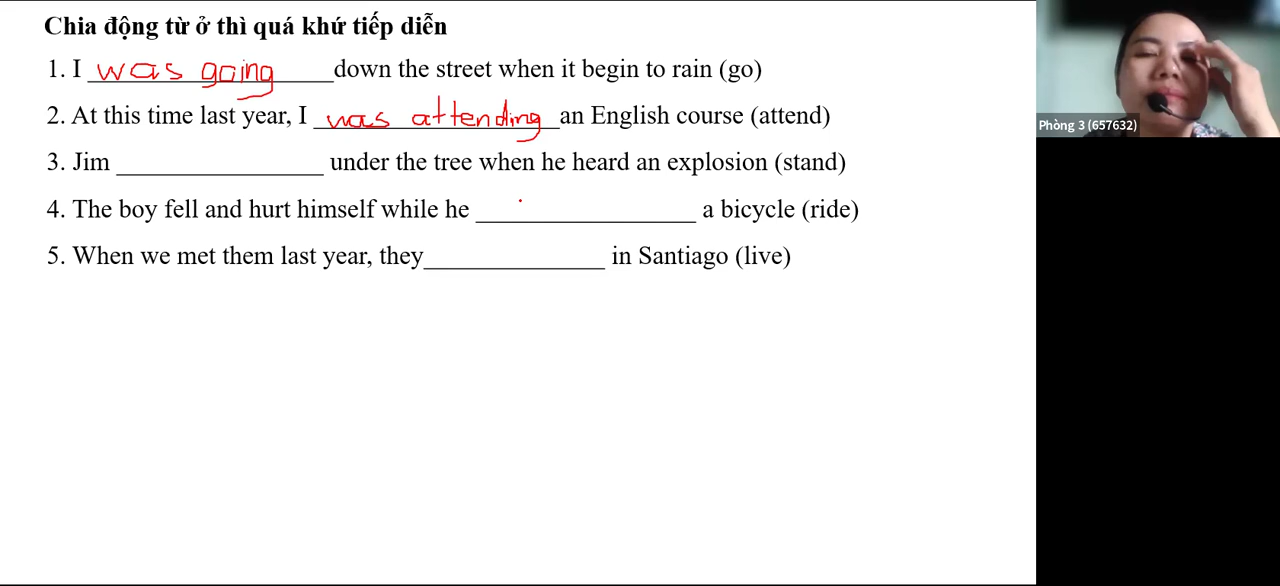 Chia động từ ở thì quá khứ tiếp diễn
1. I was going down the street when it begin to rain (go)
2. At this time last year, I was attending an English course (attend)
3. Jim ________________ under the tree when he heard an explosion (stand)
4. The boy fell and hurt himself while he _________________ a bicycle (ride)
5. When we met them last year, they______________ in Santiago (live)
Phòng 3 (657632)